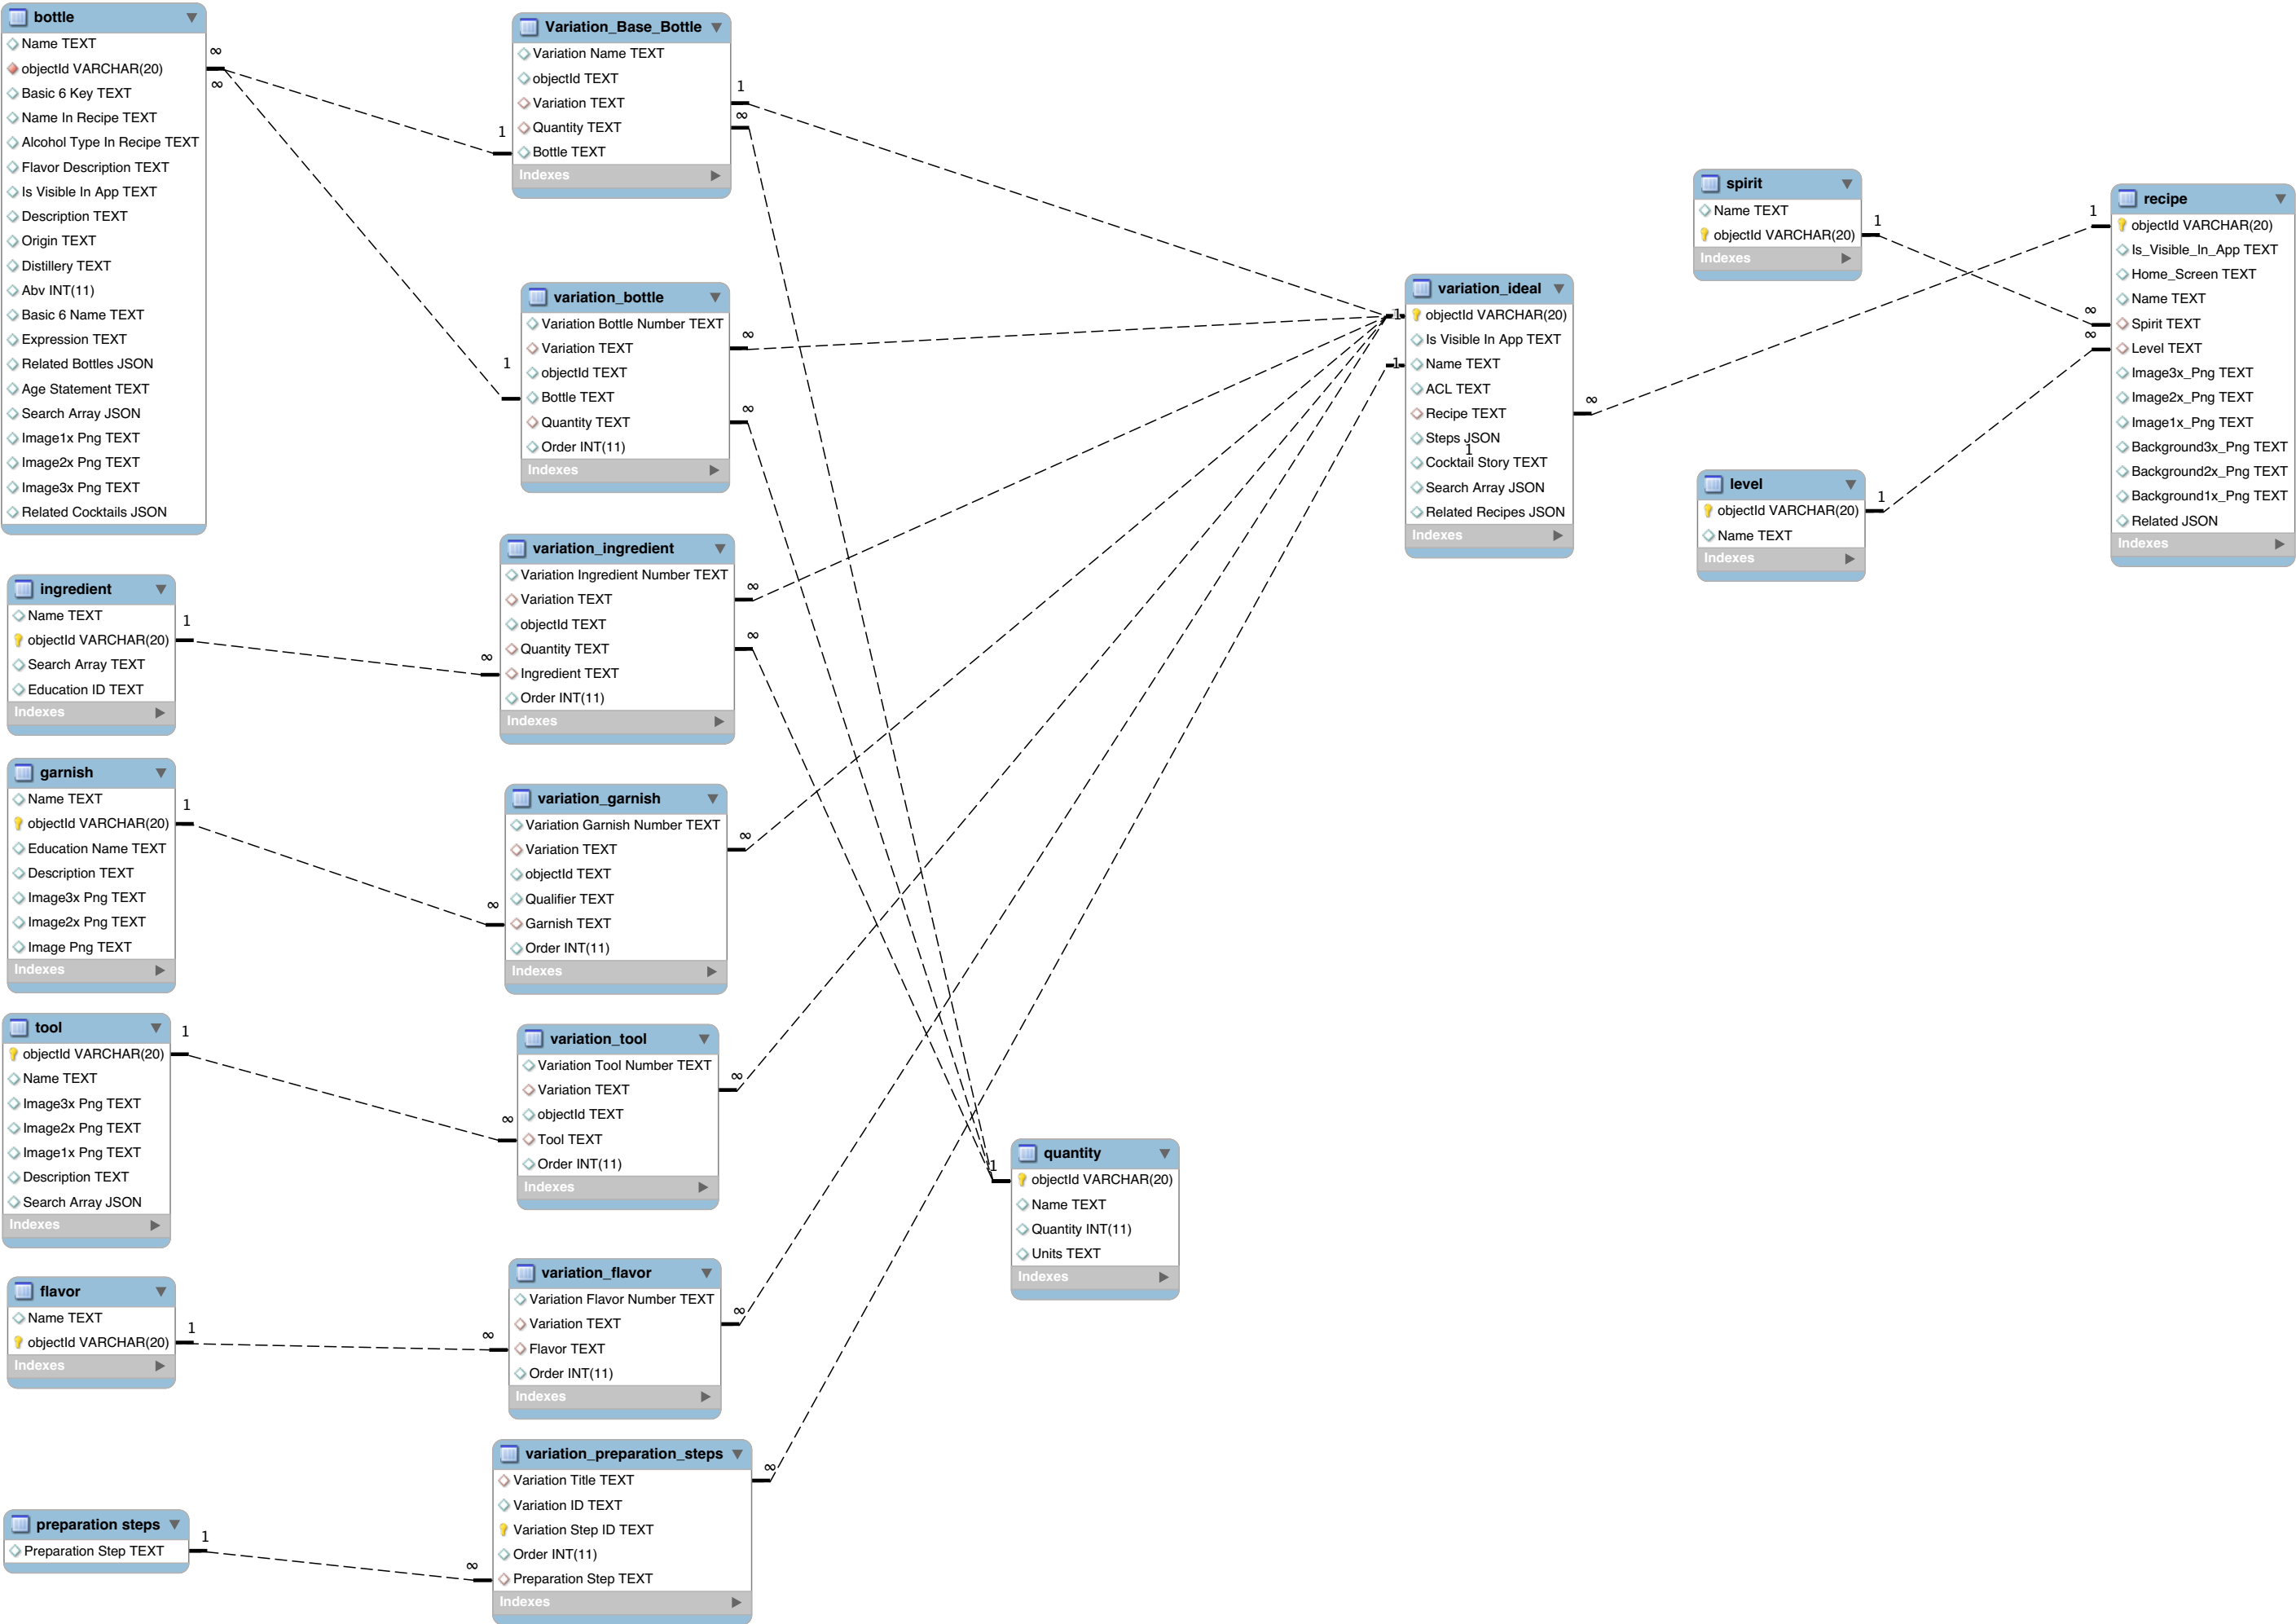 bottle
Name TEXT
objectId VARCHAR(20)
Basic 6 Key TEXT
Name In Recipe TEXT
Alcohol Type In Recipe TEXT
Flavor Description TEXT
Is Visible In App TEXT
Description TEXT
Origin TEXT
Distillery TEXT
Abv INT(11)
Basic 6 Name TEXT
Expression TEXT
Related Bottles JSON
Age Statement TEXT
Search Array JSON
Image1x Png TEXT
Image2x Png TEXT
Image3x Png TEXT
Related Cocktails JSON
∞
∞
ingredient
Name TEXT
objectId VARCHAR(20)
Search Array TEXT
Education ID TEXT
Indexes
1
garnish
Name TEXT
objectId VARCHAR(20)
Education Name TEXT
Description TEXT
Image3x Png TEXT
Image2x Png TEXT
Image Png TEXT
Indexes
1
tool
objectId VARCHAR(20)
Name TEXT
Image3x Png TEXT
Image2x Png TEXT
Image1x Png TEXT
Description TEXT
Search Array JSON
Indexes
1
flavor
Name TEXT
objectId VARCHAR(20)
Indexes
1
preparation steps
Preparation Step TEXT
1
Variation_Base_Bottle
Variation Name TEXT
objectId TEXT
Variation TEXT
Quantity TEXT
Bottle TEXT
Indexes
1
1
∞
variation_bottle
Variation Bottle Number TEXT
Variation TEXT
objectId TEXT
Bottle TEXT
Quantity TEXT
Order INT(11)
Indexes
1
∞
∞
variation_ingredient
Variation Ingredient Number TEXT
Variation TEXT
objectId TEXT
Quantity TEXT
Ingredient TEXT
Order INT(11)
Indexes
∞
∞
∞
variation_garnish
Variation Garnish Number TEXT
Variation TEXT
objectId TEXT
Qualifier TEXT
Garnish TEXT
Order INT(11)
Indexes
∞
∞
variation_tool
Variation Tool Number TEXT
Variation TEXT
objectId TEXT
Tool TEXT
Order INT(11)
Indexes
∞
∞
variation_flavor
Variation Flavor Number TEXT
Variation TEXT
Flavor TEXT
Order INT(11)
Indexes
∞
∞
variation_preparation_steps
Variation Title TEXT
Variation ID TEXT
Variation Step ID TEXT
Order INT(11)
Preparation Step TEXT
Indexes
∞
∞
quantity
objectId VARCHAR(20)
Name TEXT
Quantity INT(11)
Units TEXT
Indexes
1
variation_ideal
objectId VARCHAR(20)
Is Visible In App TEXT
Name TEXT
ACL TEXT
Recipe TEXT
Steps JSON
1
Cocktail Story TEXT
Search Array JSON
Related Recipes JSON
Indexes
1
1
∞
spirit
Name TEXT
objectId VARCHAR(20)
Indexes
1
level
objectId VARCHAR(20)
Name TEXT
Indexes
1
recipe
objectId VARCHAR(20)
Is_Visible_In_App TEXT
Home_Screen TEXT
Name TEXT
Spirit TEXT
Level TEXT
Image3x_Png TEXT
Image2x_Png TEXT
Image1x_Png TEXT
Background3x_Png TEXT
Background2x_Png TEXT
Background1x_Png TEXT
Related JSON
Indexes
1
∞
∞